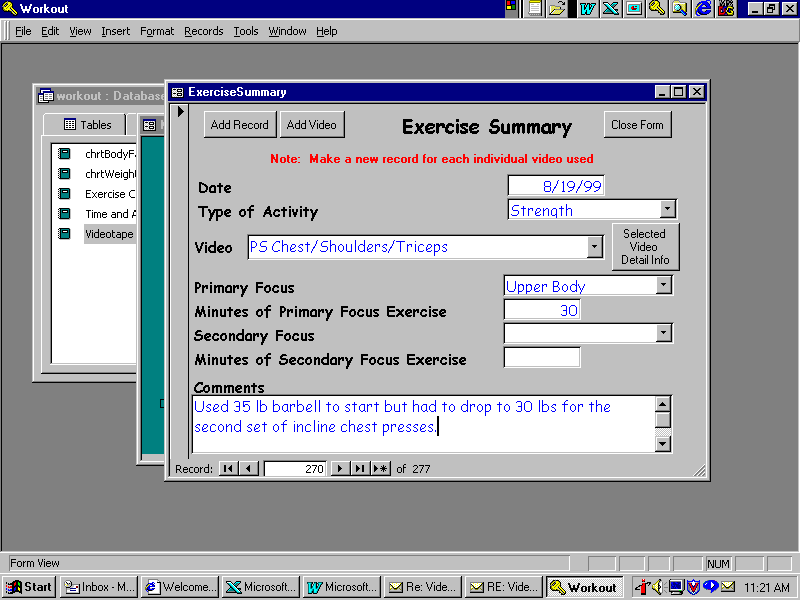 Workout
File Edit View Insert Format Records Tools Window Help
workout : Database
Tables
chrtBodyF
chrtWeigh
Exercise C
Time and A
Videotape
ExerciseSummary
Add Record Add Video Exercise Summary Close Form
Note: Make a new record for each individual video used
Date 8/19/99
Type of Activity Strength
Video PS Chest/Shoulders/Triceps Selected Video Detail Info
Primary Focus Upper Body
Minutes of Primary Focus Exercise 30
Secondary Focus
Minutes of Secondary Focus Exercise
Comments
Used 35 lb barbell to start but had to drop to 30 lbs for the
second set of incline chest presses.
Record: 270 of 277
Form View NUM
Start Inbox - M... Welcome... Microsoft... Microsoft... Re: Vide... RE: Vide... Workout 11:21 AM